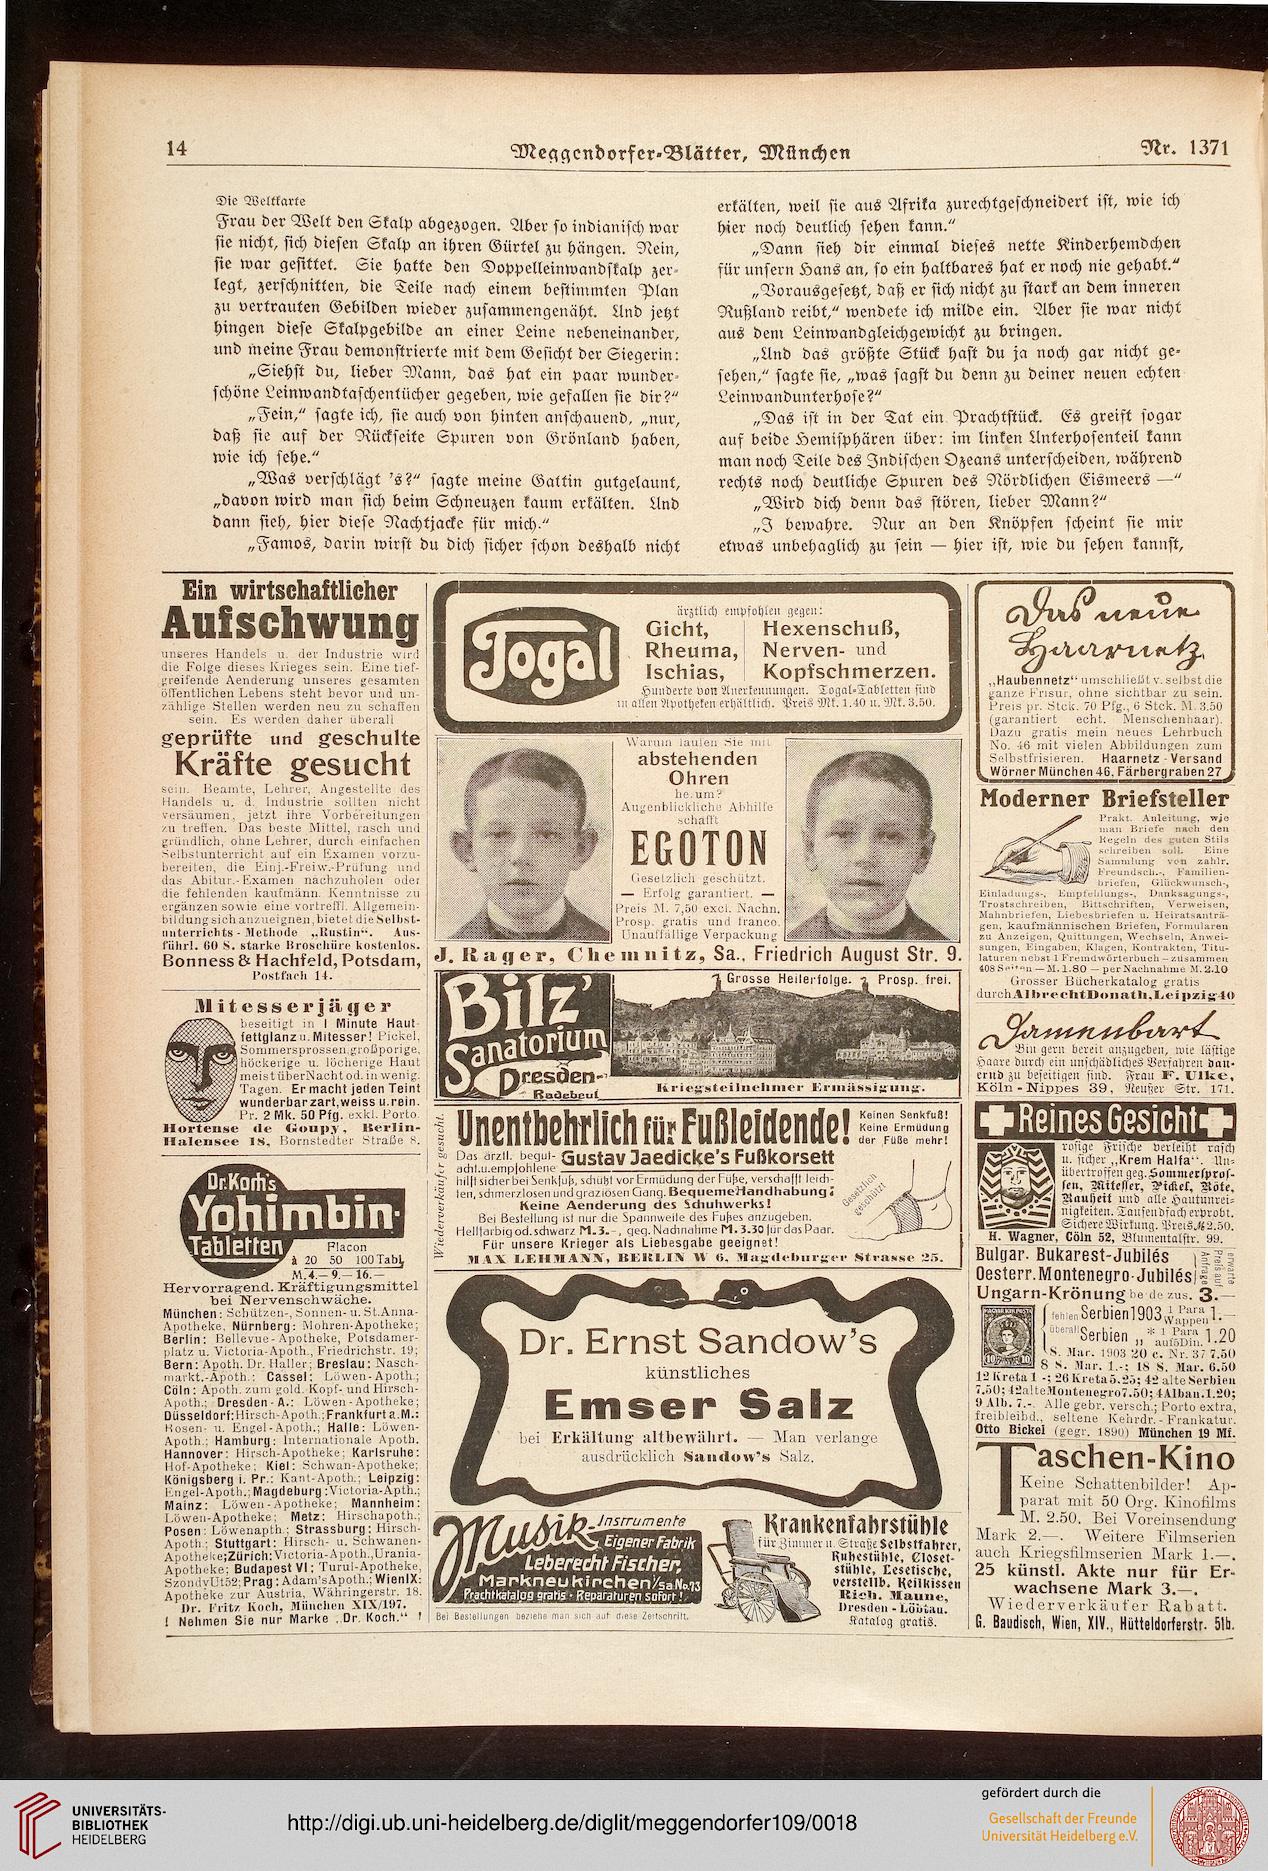 14
Meggendorfer-Blätter, München
Nr. 1371
Die Weltkarte
Frau der Welt den Skalp abgezogen. Aber so indianisch war
sie nicht, sich diesen Skalp an ihren Gürtel zu hängen. Nein,
sie war gesittet. Sie hatte den Doppelleinwandskalp zer-
legt, zerschnitten, die Teile nach einem bestimmten Plan
zu vertrauten Gebilden wieder zusammengenäht. Und jetzt
hingen diese Skalpgebilde an einer Leine nebeneinander,
und meine Frau demonstrierte mit dem Gesicht der Siegerin:
„Siehst du, lieber Mann, das hat ein paar wunder-
schöne Leinwandtaschentücher gegeben, wie gefallen sie dir?“
„Fein,“ sagte ich, sie auch von hinten anschauend, „nur,
daß sie auf der Rückseite Spuren von Grönland haben,
wie ich sehe.“
„Was verschlägt 's?“ sagte meine Gattin gutgelaunt,
„davon wird man sich beim Schneuzen kaum erkälten. Und
dann sieh, hier diese Nachtjacke für mich.“
„Famos, darin wirst du dich sicher schon deshalb nicht
erkälten, weil sie aus Afrika zurechtgeschneidert ist, wie ich
hier noch deutlich sehen kann.“
„Dann sieh dir einmal dieses nette Kinderhemdchen
für unsern Hans an, so ein haltbares hat er noch nie gehabt.“
„Vorausgesetzt, daß er sich nicht zu stark an dem inneren
Rußland reibt,“ wendete ich milde ein. Aber sie war nicht
aus dem Leinwandgleichgewicht zu bringen.
„Und das größte Stück hast du ja noch gar nicht ge-
sehen,“ sagte sie, „was sagst du denn zu deiner neuen echten
Leinwandunterhose?“
„Das ist in der Tat ein Prachtstück. Es greift sogar
auf beide Hemisphären über: im linken Unterhosenteil kann
man noch Teile des Indischen Ozeans unterscheiden, während
rechts noch deutliche Spuren des Nördlichen Eismeers —“
„Wird dich denn das stören, lieber Mann?“
„I bewahre. Nur an den Knöpfen scheint sie mir
etwas unbehaglich zu sein — hier ist, wie du sehen kannst,
Ein wirtschaftlicher
Aufschwung
unseres Handels u. der Industrie wird
die Folge dieses Krieges sein. Eine tief-
greifende Aenderung unseres gesamten
öffentlichen Lebens steht bevor und un-
zählige Stellen werden neu zu schaffen
sein. Es werden daher überall
geprüfte und geschulte
Kräfte gesucht
sein. Beamte, Lehrer, Angestellte des
Handels u. d. Industrie sollten nicht
versäumen, jetzt ihre Vorbereitungen
zu treffen. Das beste Mittel, rasch und
gründlich, ohne Lehrer, durch einfachen
Selbstunterricht auf ein Examen vorzu-
bereiten, die Einj.-Freiw.-Prüfung und
das Abitur.-Examen nachzuholen oder
die fehlenden kaufmänn. Kenntnisse zu
ergänzen sowie eine vortreffl. Allgemein-
bildung sich anzueignen, bietet die Selbst-
unterrichts-Methode „Rustin“. Aus-
führl. 60 S. starke Broschüre kostenlos.
Bonness & Hachfeld, Potsdam,
Postfach 14.
Mitesserjäger
beseitigt in 1 Minute Haut-
fettglanz u. Mitesser! Pickel,
Sommersprossen, großporige,
höckerige u. löcherige Haut
meist über Nacht od. in wenig.
Tagen. Er macht jeden Teint
wunderbar zart, weiss u. rein.
Pr. 2 Mk. 50 Pfg. exkl. Porto.
Hortense de Goupy, Berlin-
Halensee 18, Bornstedter Straße 8.
Dr. Koch's
Yohimbin-
Tabletten
Flacon
à 20 50 100 Tabl.
M. 4.— 9.— 16.—
Hervorragend. Kräftigungsmittel
bei Nervenschwäche.
München: Schützen-, Sonnen- u. St. Anna-
Apotheke, Nürnberg: Mohren-Apotheke;
Berlin: Bellevue-Apotheke, Potsdamer-
platz u. Victoria-Apoth., Friedrichstr. 19;
Bern: Apoth. Dr. Haller; Breslau: Nasch-
markt.-Apoth.; Cassel: Löwen-Apoth.;
Cöln: Apoth. zum gold. Kopf- und Hirsch-
Apoth.; Dresden-A.: Löwen-Apotheke;
Düsseldorf: Hirsch-Apoth.; Frankfurt a. M.:
Rosen- u. Engel-Apoth.; Halle: Löwen-
Apoth.; Hamburg: Internationale Apoth.
Hannover: Hirsch-Apotheke; Karlsruhe:
Hof-Apotheke; Kiel: Schwan-Apotheke;
Königsberg i. Pr.: Kant-Apoth.; Leipzig:
Engel-Apoth.; Magdeburg: Victoria-Apth.;
Mainz: Löwen-Apotheke; Mannheim:
Löwen-Apotheke; Metz: Hirschapoth.;
Posen: Löwenapth.; Strassburg: Hirsch-
Apoth.; Stuttgart: Hirsch- u. Schwanen-
Apotheke; Zürich: Victoria-Apoth., Urania-
Apotheke; Budapest VI: Turul-Apotheke,
Szondy Ut 52; Prag: Adam's Apoth.; Wien IX:
Apotheke zur Austria, Währingerstr. 18.
Dr. Fritz Koch, München XIX/197.
! Nehmen Sie nur Marke „Dr. Koch.“ !
Togal
ärztlich empfohlen gegen:
Gicht, Hexenschuß,
Rheuma, Nerven- und
Ischias, Kopfschmerzen.
Hunderte von Anerkennungen. Togal-Tabletten sind
in allen Apotheken erhältlich. Preis Mk. 1.40 u. Mk. 3.50.
Warum laufen Sie mit
abstehenden
Ohren
herum?
Augenblickliche Abhilfe
schafft
EGOTON
Gesetzlich geschützt.
— Erfolg garantiert. —
Preis M. 7,50 excl. Nachn.
Prosp. gratis und franco.
Unauffällige Verpackung
J. Rager, Chemnitz, Sa., Friedrich August Str. 9.
Bilz'
Sanatorium
Dresden-
Radebeul
Grosse Heilerfolge. Prosp. frei.
Kriegsteilnehmer Ermässigung.
Wiederverkäufer gesucht.
Unentbehrlich für Fußleidende!
Keinen Senkfuß!
Keine Ermüdung
der Füße mehr!
Das ärztl. begut-
acht. u. empfohlene
Gustav Jaedicke's Fußkorsett
hilft sicher bei Senkfuß, schützt vor Ermüdung der Füße, verschafft leich-
ten, schmerzlosen und graziösen Gang. Bequeme Handhabung:
Keine Aenderung des Schuhwerks!
Bei Bestellung ist nur die Spannweite des Fußes anzugeben.
Hellfarbig od. schwarz M. 3.-, geg. Nachnahme M. 3.30 für das Paar.
Für unsere Krieger als Liebesgabe geeignet!
Gesetzlich
geschützt
MAX LEHMANN, BERLIN W 6, Magdeburger Strasse 25.
Dr. Ernst Sandow's
künstliches
Emser Salz
bei Erkältung altbewährt. — Man verlange
ausdrücklich Sandow's Salz.
Musik-Instrumente
Eigener Fabrik
Leberecht Fischer,
Markneukirchen i/Sa. No. 73
Prachtkatalog gratis - Reparaturen sofort!
Bei Bestellungen beziehe man sich auf diese Zeitschrift.
Krankenfahrstühle
für Zimmer u. Straße Selbstfahrer,
Ruhestühle, Closet-
stühle, Lesetische,
verstellb. Keilkissen
Rich. Maune,
Dresden-Löbtau.
Katalog gratis.
Das neue
Haarnetz
„Haubennetz“ umschließt v. selbst die
ganze Frisur, ohne sichtbar zu sein.
Preis pr. Stck. 70 Pfg., 6 Stck. M. 3.50
(garantiert echt. Menschenhaar).
Dazu gratis mein neues Lehrbuch
No. 46 mit vielen Abbildungen zum
Selbstfrisieren. Haarnetz-Versand
Wörner München 46, Färbergraben 27
Moderner Briefsteller
Prakt. Anleitung, wie
man Briefe nach den
Regeln des guten Stils
schreiben soll. Eine
Sammlung von zahlr.
Freundsch.-, Familien-
briefen, Glückwunsch-,
Einladungs-, Empfehlungs-, Danksagungs-,
Trostschreiben, Bittschriften, Verweisen,
Mahnbriefen, Liebesbriefen u. Heiratsanträ-
gen, kaufmännischen Briefen, Formularen
zu Anzeigen, Quittungen, Wechseln, Anwei-
sungen, Eingaben, Klagen, Kontrakten, Titu-
laturen nebst 1 Fremdwörterbuch — zusammen
408 Seiten — M. 1.80 — per Nachnahme M. 2.10
Grosser Bücherkatalog gratis
durch Albrecht Donath, Leipzig 40
Damenbart
Bin gern bereit anzugeben, wie lästige
Haare durch ein unschädliches Verfahren dau-
ernd zu beseitigen sind. Frau F. Ulke,
Köln-Nippes 39, Neußer Str. 171.
Reines Gesicht
rosige Frische verleiht rasch
u. sicher „Krem Halfa“. Un-
übertroffen geg. Sommerspros-
sen, Mitesser, Pickel, Röte,
Rauheit und alle Hautunrei-
nigkeiten. Tausendfach erprobt.
Sichere Wirkung. Preis M 2.50.
H. Wagner, Cöln 52, Blumentalstr. 99.
Bulgar. Bukarest-Jubilés
Oesterr. Montenegro-Jubilés
erwarte
Preis auf
Anfrage
Ungarn-Krönung beide zus. 3.—
fehlen
überall
Serbien 1903 1 Para Wappen 1.—
Serbien „ * 1 Para auf 5 Din. 1.20
S. Mar. 1903 20 c. Nr. 37 7.50
8 S. Mar. 1.-; 18 S. Mar. 6.50
12 Kreta 1 -; 26 Kreta 5.25; 42 alte Serbien
7.50; 42 alte Montenegro 7.50; 4 Alban. 1.20;
9 Alb. 7.-. Alle gebr. versch.; Porto extra,
freibleibd., seltene Kehrdr.-Frankatur.
Otto Bickel (gegr. 1890) München 19 Mf.
Taschen-Kino
Keine Schattenbilder! Ap-
parat mit 50 Org. Kinofilms
M. 2.50. Bei Voreinsendung
Mark 2.—. Weitere Filmserien
auch Kriegsfilmserien Mark 1.—.
25 künstl. Akte nur für Er-
wachsene Mark 3.—.
Wiederverkäufer Rabatt.
G. Baudisch, Wien, XIV., Hütteldorferstr. 51b.
UNIVERSITÄTS-
BIBLIOTHEK
HEIDELBERG
http://digi.ub.uni-heidelberg.de/diglit/meggendorfer109/0018
gefördert durch die
Gesellschaft der Freunde
Universität Heidelberg e.V.